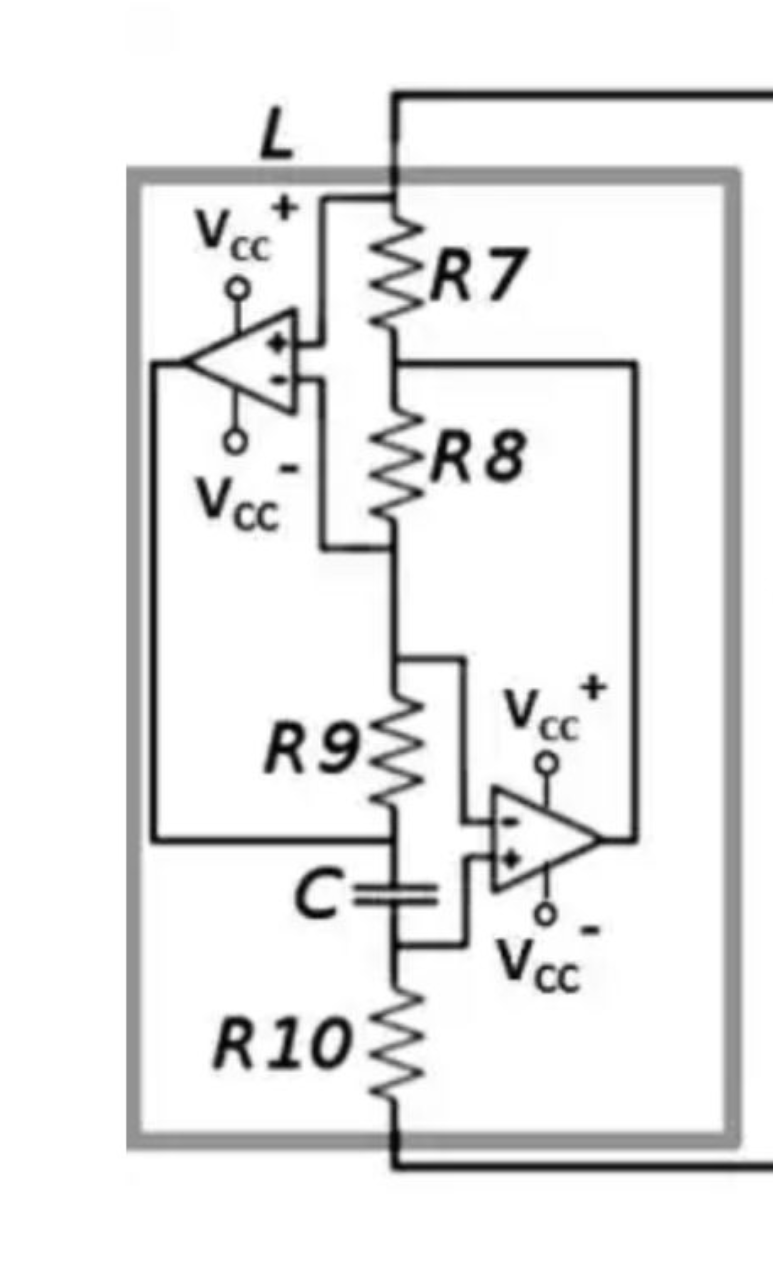 L
Vcc+
+
-
R7
Vcc-
R8
R9
Vcc+
-
+
C
Vcc-
R10